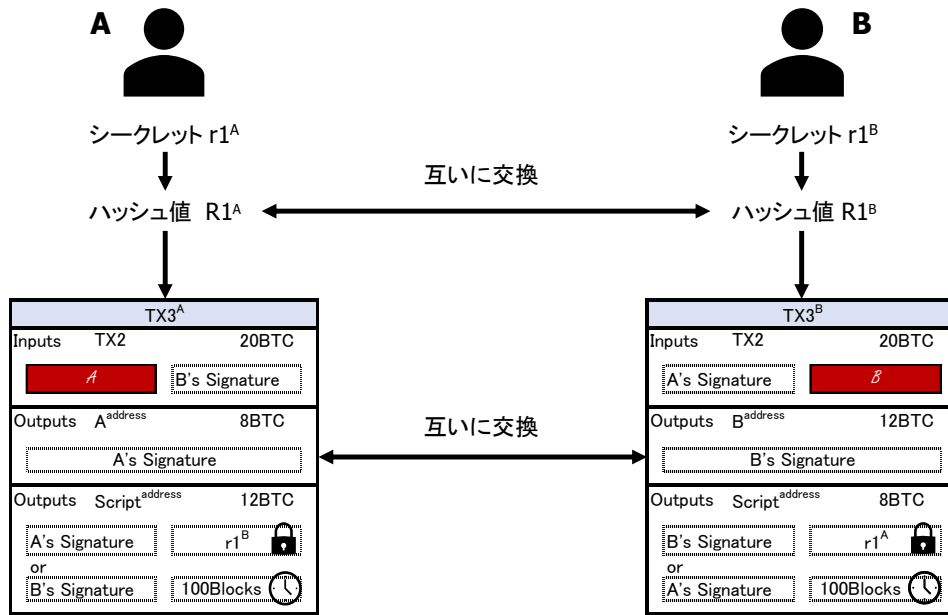 A
B
シークレット r1A
シークレット r1B
互いに交換
ハッシュ値 R1A
ハッシュ値 R1B
TX3A
Inputs TX2 20BTC
A B's Signature
Outputs Aaddress 8BTC
A's Signature
Outputs Scriptaddress 12BTC
A's Signature r1B
or
B's Signature 100Blocks
互いに交換
TX3B
Inputs TX2 20BTC
A's Signature B
Outputs Baddress 12BTC
B's Signature
Outputs Scriptaddress 8BTC
B's Signature r1A
or
A's Signature 100Blocks